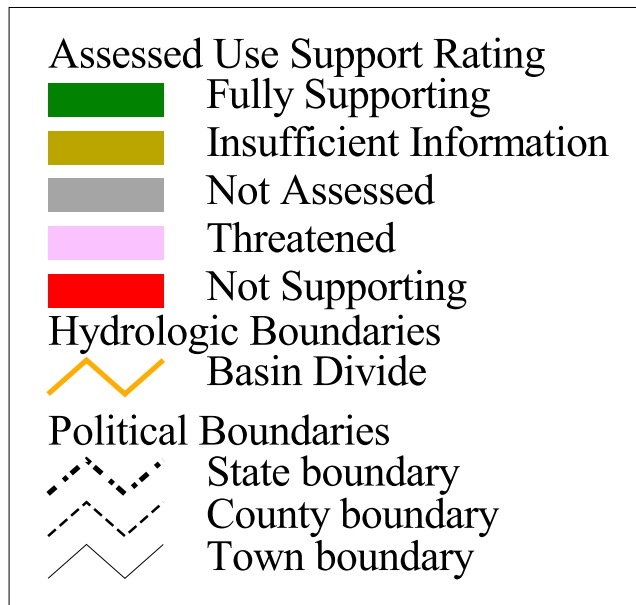 Assessed Use Support Rating
Fully Supporting
Insufficient Information
Not Assessed
Threatened
Not Supporting
Hydrologic Boundaries
Basin Divide
Political Boundaries
State boundary
County boundary
Town boundary